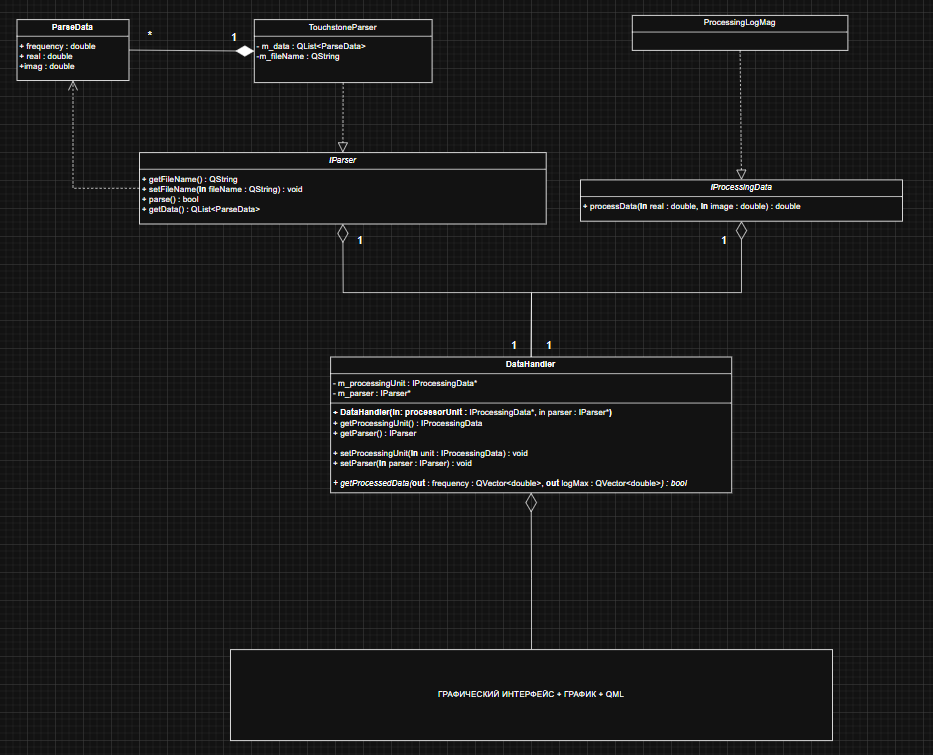 ParseData
+ frequency : double
+ real : double
+imag : double
*
1
TouchstoneParser
- m_data : QList<ParseData>
-m_fileName : QString
ProcessingLogMag
IParser
+ getFileName() : QString
+ setFileName(in fileName : QString) : void
+ parse() : bool
+ getData() : QList<ParseData>
1
IProcessingData
+ processData(in real : double, in image : double) : double
1
1
1
DataHandler
- m_processingUnit : IProcessingData*
- m_parser : IParser*
+ DataHandler(in: processorUnit : IProcessingData*, in parser : IParser*)
+ getProcessingUnit() : IProcessingData
+ getParser() : IParser
+ setProcessingUnit(in unit : IProcessingData) : void
+ setParser(in parser : IParser) : void
+ getProcessedData(out : frequency : QVector<double>, out logMax : QVector<double>) : bool
ГРАФИЧЕСКИЙ ИНТЕРФЕЙС + ГРАФИК + QML